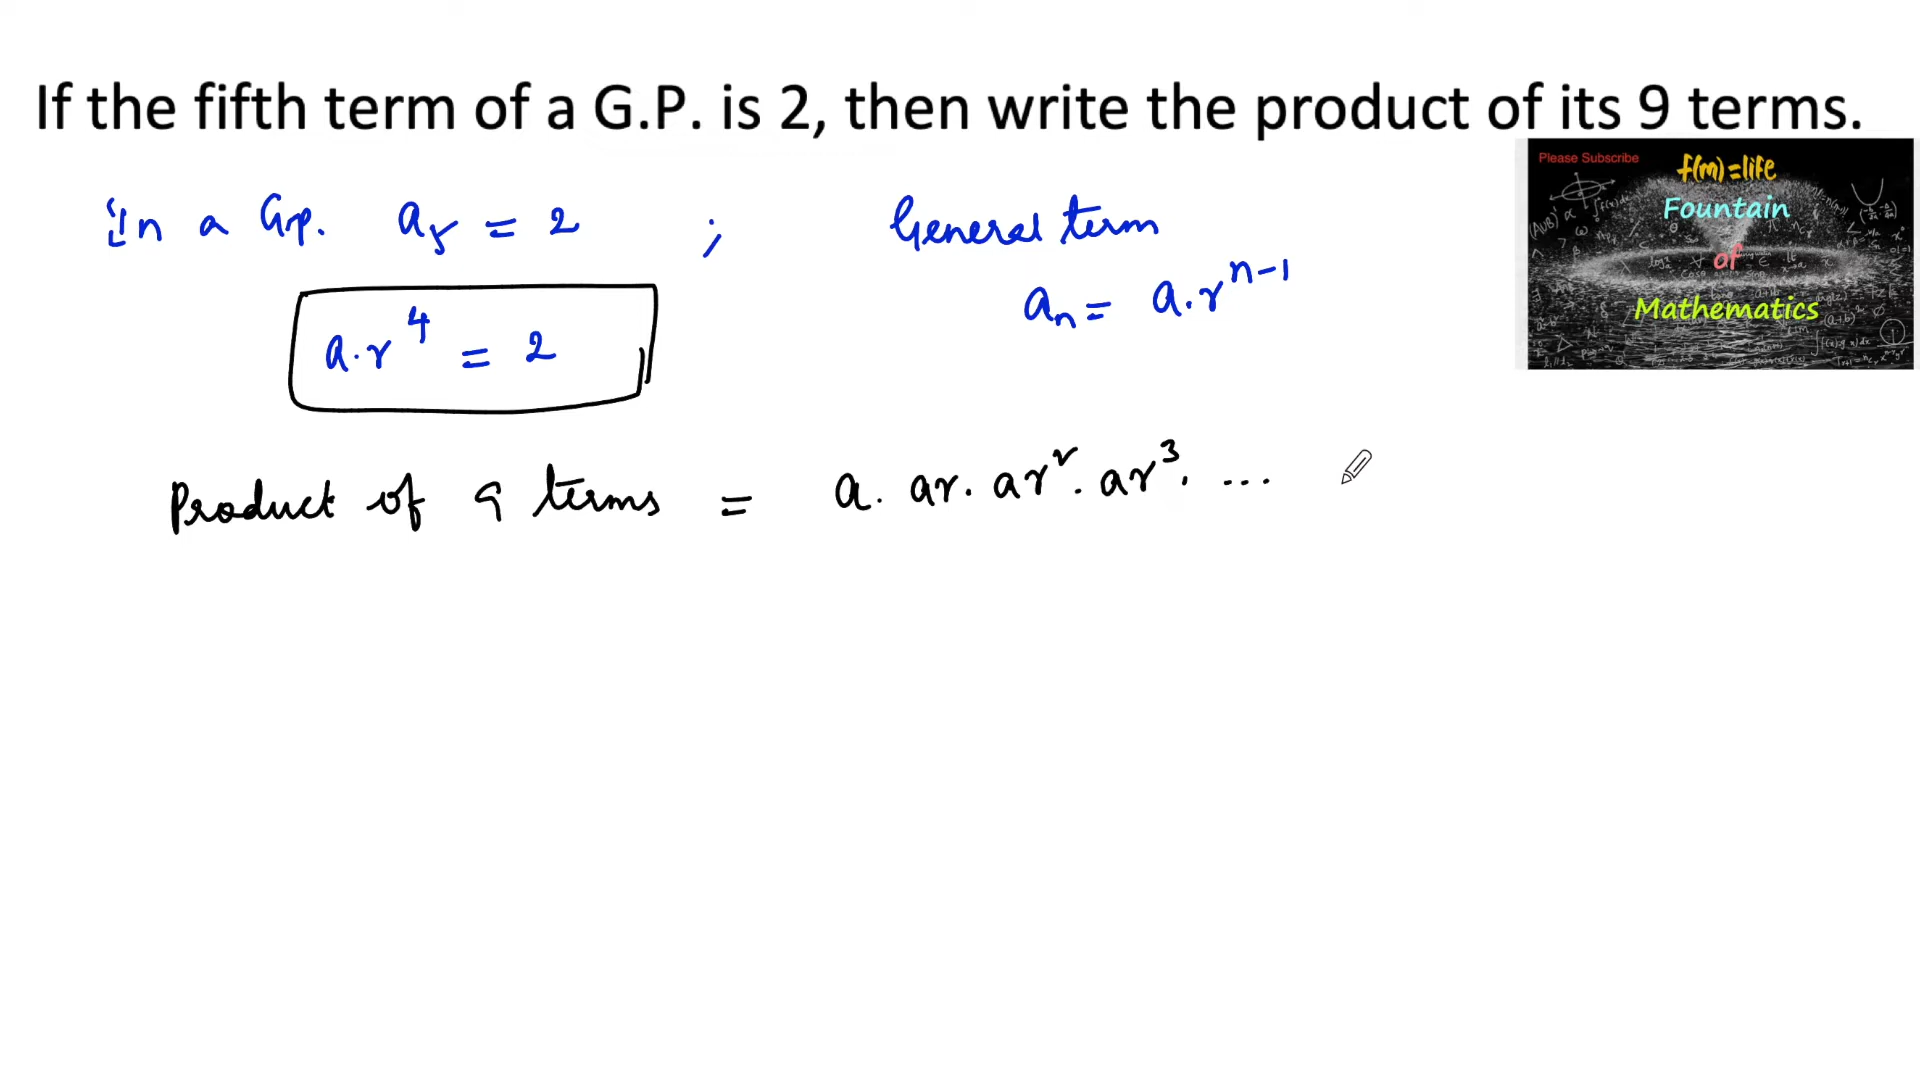 If the fifth term of a G.P. is 2, then write the product of its 9 terms.
Please Subscribe
f(m)=life
Fountain
of
Mathematics
In a G.P. a₅ = 2 ; General term
aₙ = a.rⁿ⁻¹
a.r⁴ = 2
Product of 9 terms = a. ar. ar². ar³. ...